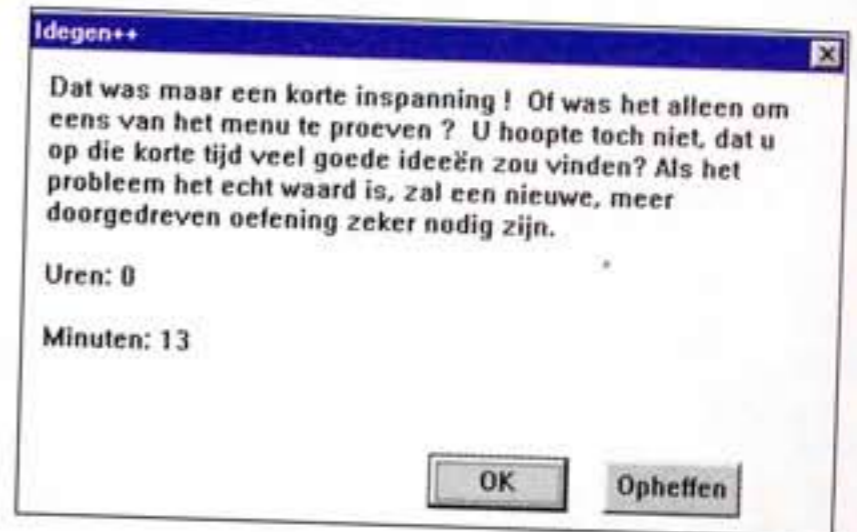 Idegen++
Dat was maar een korte inspanning ! Of was het alleen om
eens van het menu te proeven ? U hoopte toch niet, dat u
op die korte tijd veel goede ideeën zou vinden? Als het
probleem het echt waard is, zal een nieuwe, meer
doorgedreven oefening zeker nodig zijn.
Uren: 0
Minuten: 13
OK Opheffen